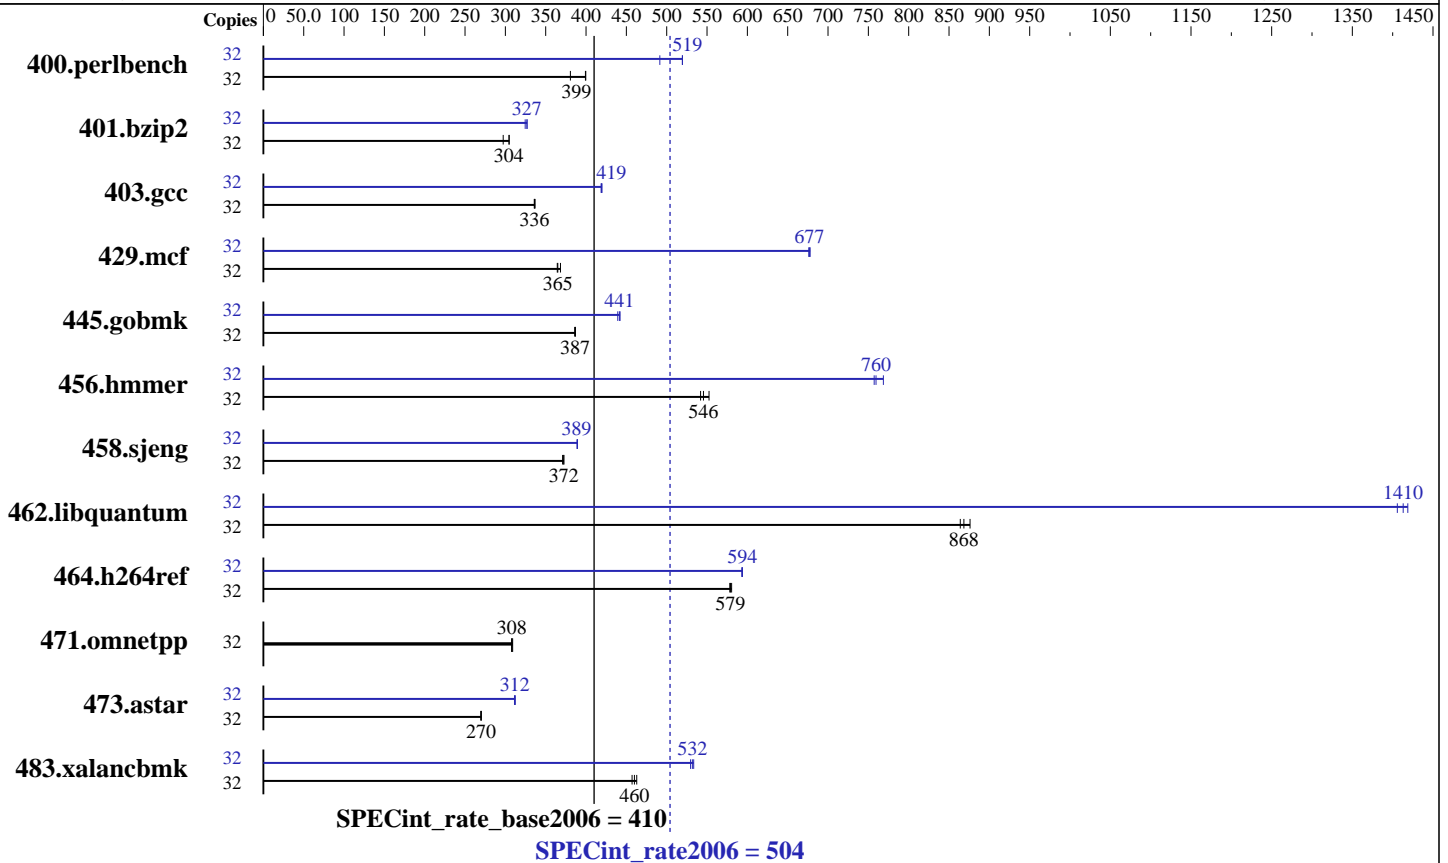 Copies 0 50.0 100 150 200 250 300 350 400 450 500 550 600 650 700 750 800 850 900 950 1050 1150 1250 1350 1450
400.perlbench 32 519
32 399
401.bzip2 32 327
32 304
403.gcc 32 419
32 336
429.mcf 32 677
32 365
445.gobmk 32 441
32 387
456.hmmer 32 760
32 546
458.sjeng 32 389
32 372
462.libquantum 32 1410
32 868
464.h264ref 32 594
32 579
471.omnetpp 32 308
473.astar 32 312
32 270
483.xalancbmk 32 532
32 460
SPECint_rate_base2006 = 410
SPECint_rate2006 = 504